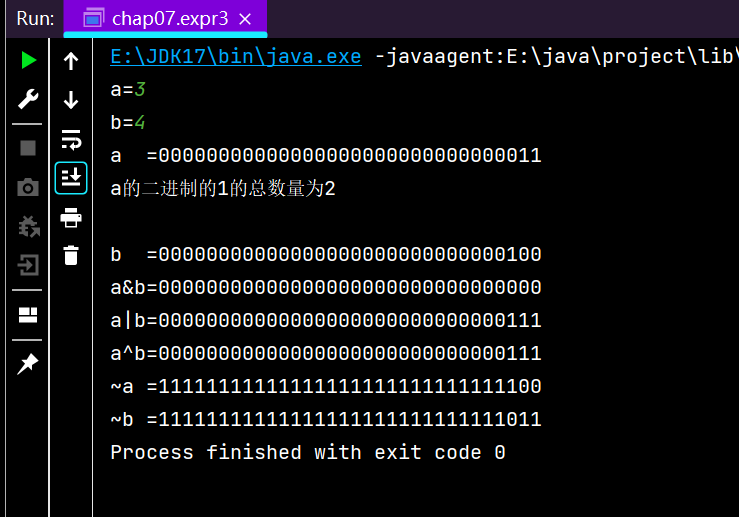 Run: chap07.expr3 ×
E:\JDK17\bin\java.exe -javaagent:E:\java\project\lib\
a=3
b=4
a  =00000000000000000000000000000011
a的二进制的1的总数量为2
b  =00000000000000000000000000000100
a&b=00000000000000000000000000000000
a|b=00000000000000000000000000000111
a^b=00000000000000000000000000000111
~a =11111111111111111111111111111100
~b =11111111111111111111111111111011
Process finished with exit code 0